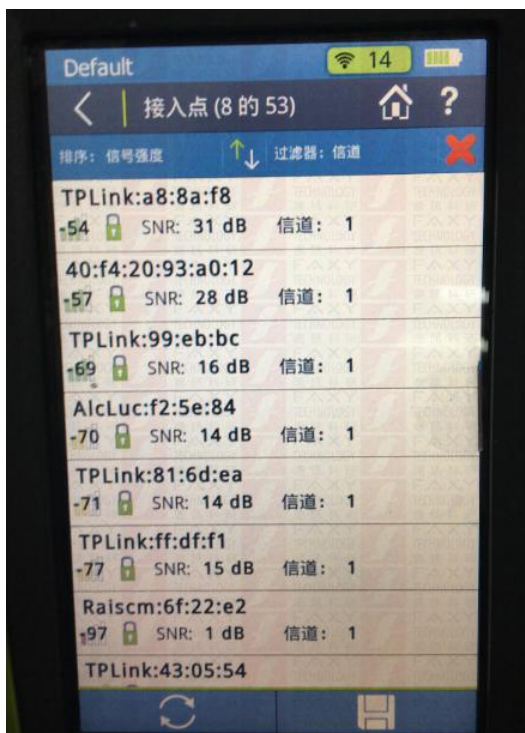 Default 14
接入点 (8 的 53) ?
排序: 信号强度 过滤器: 信道
TPLink:a8:8a:f8
-54 SNR: 31 dB 信道: 1
40:f4:20:93:a0:12
-57 SNR: 28 dB 信道: 1
TPLink:99:eb:bc
-69 SNR: 16 dB 信道: 1
AlcLuc:f2:5e:84
-70 SNR: 14 dB 信道: 1
TPLink:81:6d:ea
-71 SNR: 14 dB 信道: 1
TPLink:ff:df:f1
-77 SNR: 15 dB 信道: 1
Raiscm:6f:22:e2
-97 SNR: 1 dB 信道: 1
TPLink:43:05:54